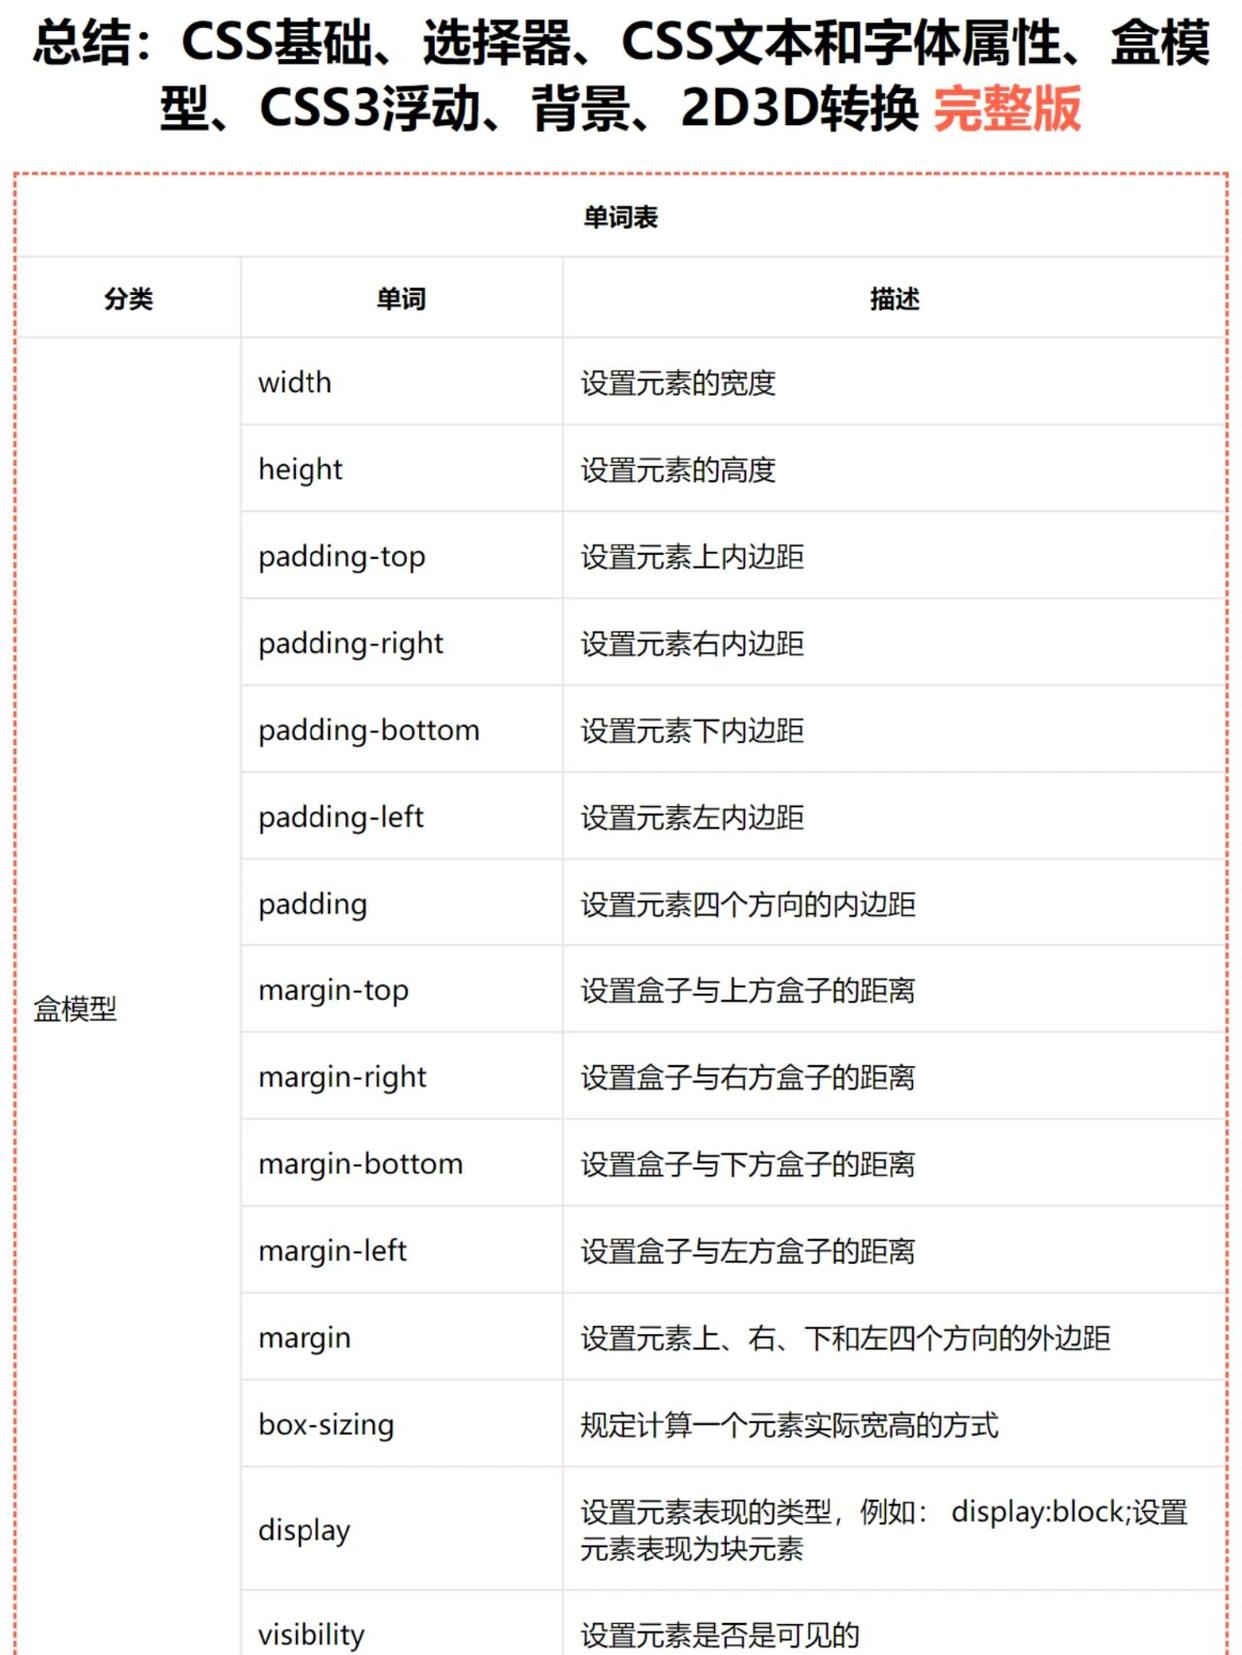 总结：CSS基础、选择器、CSS文本和字体属性、盒模
型、CSS3浮动、背景、2D3D转换 完整版
单词表
分类 单词 描述
width 设置元素的宽度
height 设置元素的高度
padding-top 设置元素上内边距
padding-right 设置元素右内边距
padding-bottom 设置元素下内边距
padding-left 设置元素左内边距
padding 设置元素四个方向的内边距
margin-top 设置盒子与上方盒子的距离
盒模型
margin-right 设置盒子与右方盒子的距离
margin-bottom 设置盒子与下方盒子的距离
margin-left 设置盒子与左方盒子的距离
margin 设置元素上、右、下和左四个方向的外边距
box-sizing 规定计算一个元素实际宽高的方式
display 设置元素表现的类型，例如： display:block;设置
元素表现为块元素
visibility 设置元素是否是可见的